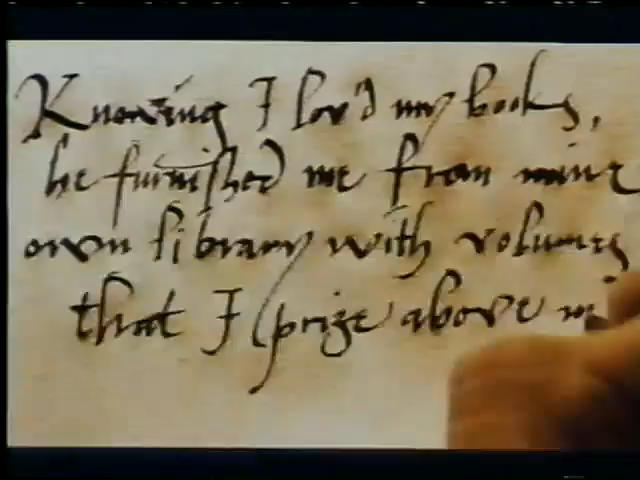 Knowing I lov'd my books,
he furnished me from mine
own library with volumes
that I prize above